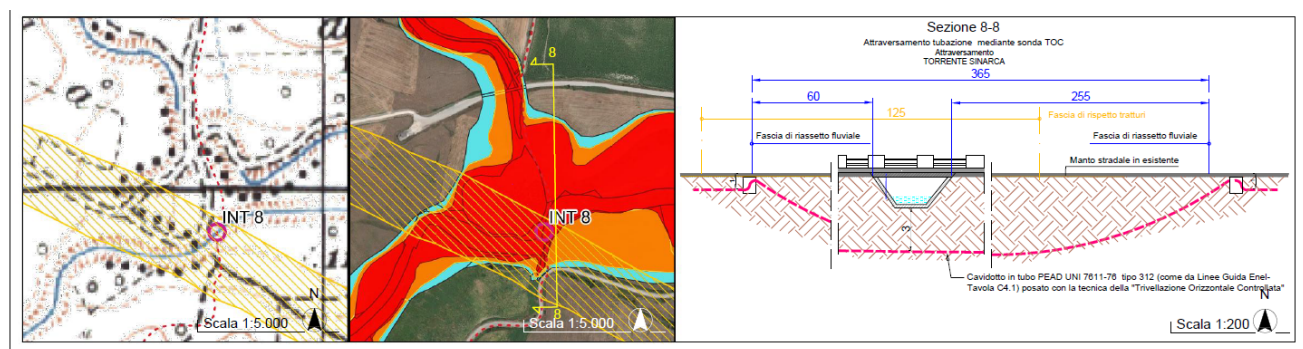 INT 8
N
Scala 1:5.000
8
INT 8
8
N
Scala 1:5.000
Sezione 8-8
Attraversamento tubazione mediante sonda TOC
Attraversamento
TORRENTE SINARCA
365
60
255
125
Fascia di rispetto tratturi
Fascia di riassetto fluviale
Fascia di riassetto fluviale
Manto stradale in esistente
1
3
Cavidotto in tubo PEAD UNI 7611-76 tipo 312 (come da Linee Guida Enel-
Tavola C4.1) posato con la tecnica della "Trivellazione Orizzontale Controllata"
N
Scala 1:200